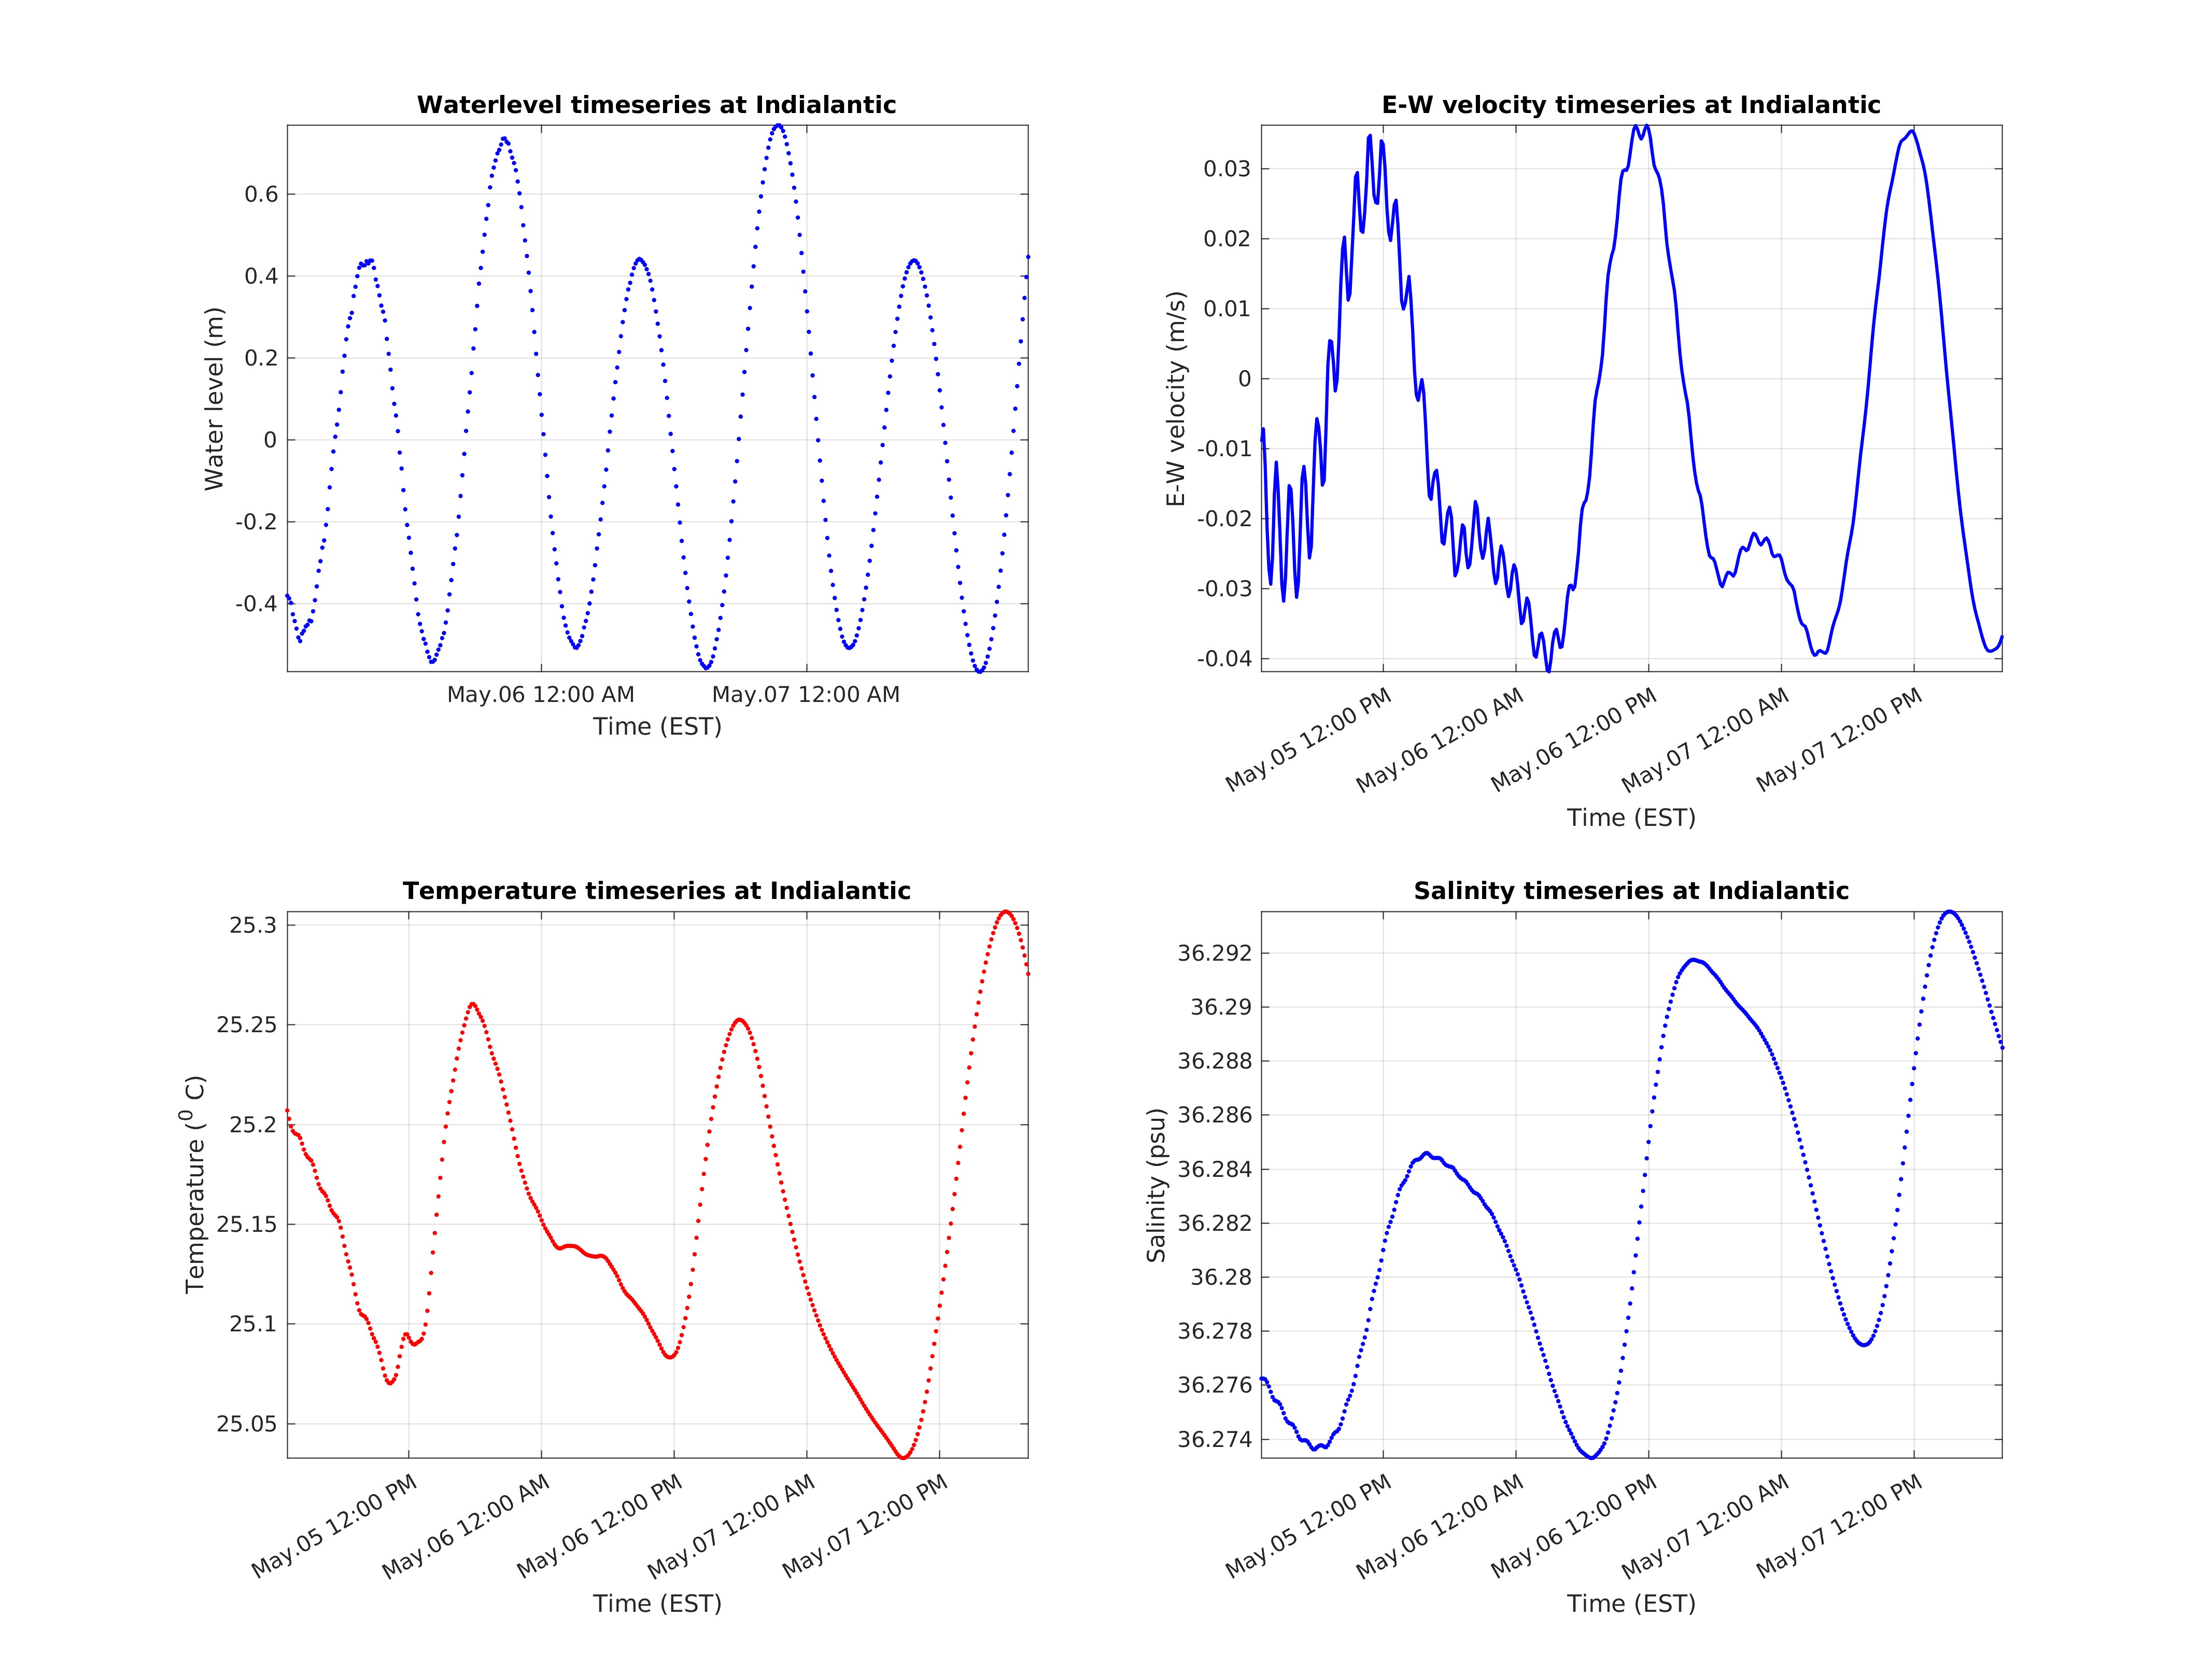 Waterlevel timeseries at Indialantic
0.6
0.4
0.2
0
-0.2
-0.4
Water level (m)
May.06 12:00 AM
May.07 12:00 AM
Time (EST)
E-W velocity timeseries at Indialantic
0.03
0.02
0.01
0
-0.01
-0.02
-0.03
-0.04
E-W velocity (m/s)
May.05 12:00 PM
May.06 12:00 AM
May.06 12:00 PM
May.07 12:00 AM
May.07 12:00 PM
Time (EST)
Temperature timeseries at Indialantic
25.3
25.25
25.2
25.15
25.1
25.05
Temperature (⁰ C)
May.05 12:00 PM
May.06 12:00 AM
May.06 12:00 PM
May.07 12:00 AM
May.07 12:00 PM
Time (EST)
Salinity timeseries at Indialantic
36.292
36.29
36.288
36.286
36.284
36.282
36.28
36.278
36.276
36.274
Salinity (psu)
May.05 12:00 PM
May.06 12:00 AM
May.06 12:00 PM
May.07 12:00 AM
May.07 12:00 PM
Time (EST)